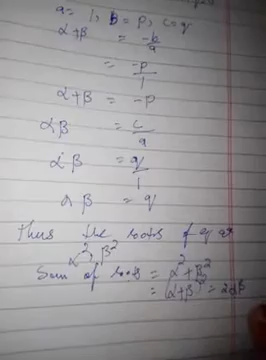 a = 1, B = p, c = q
α+β = -b/a
= -p/1
α+β = -p
αβ = c/a
αβ = q/1
αβ = q
Thus the roots of
α² , β²
Sum of roots = α²+β²
= (α+β)² = 2αβ